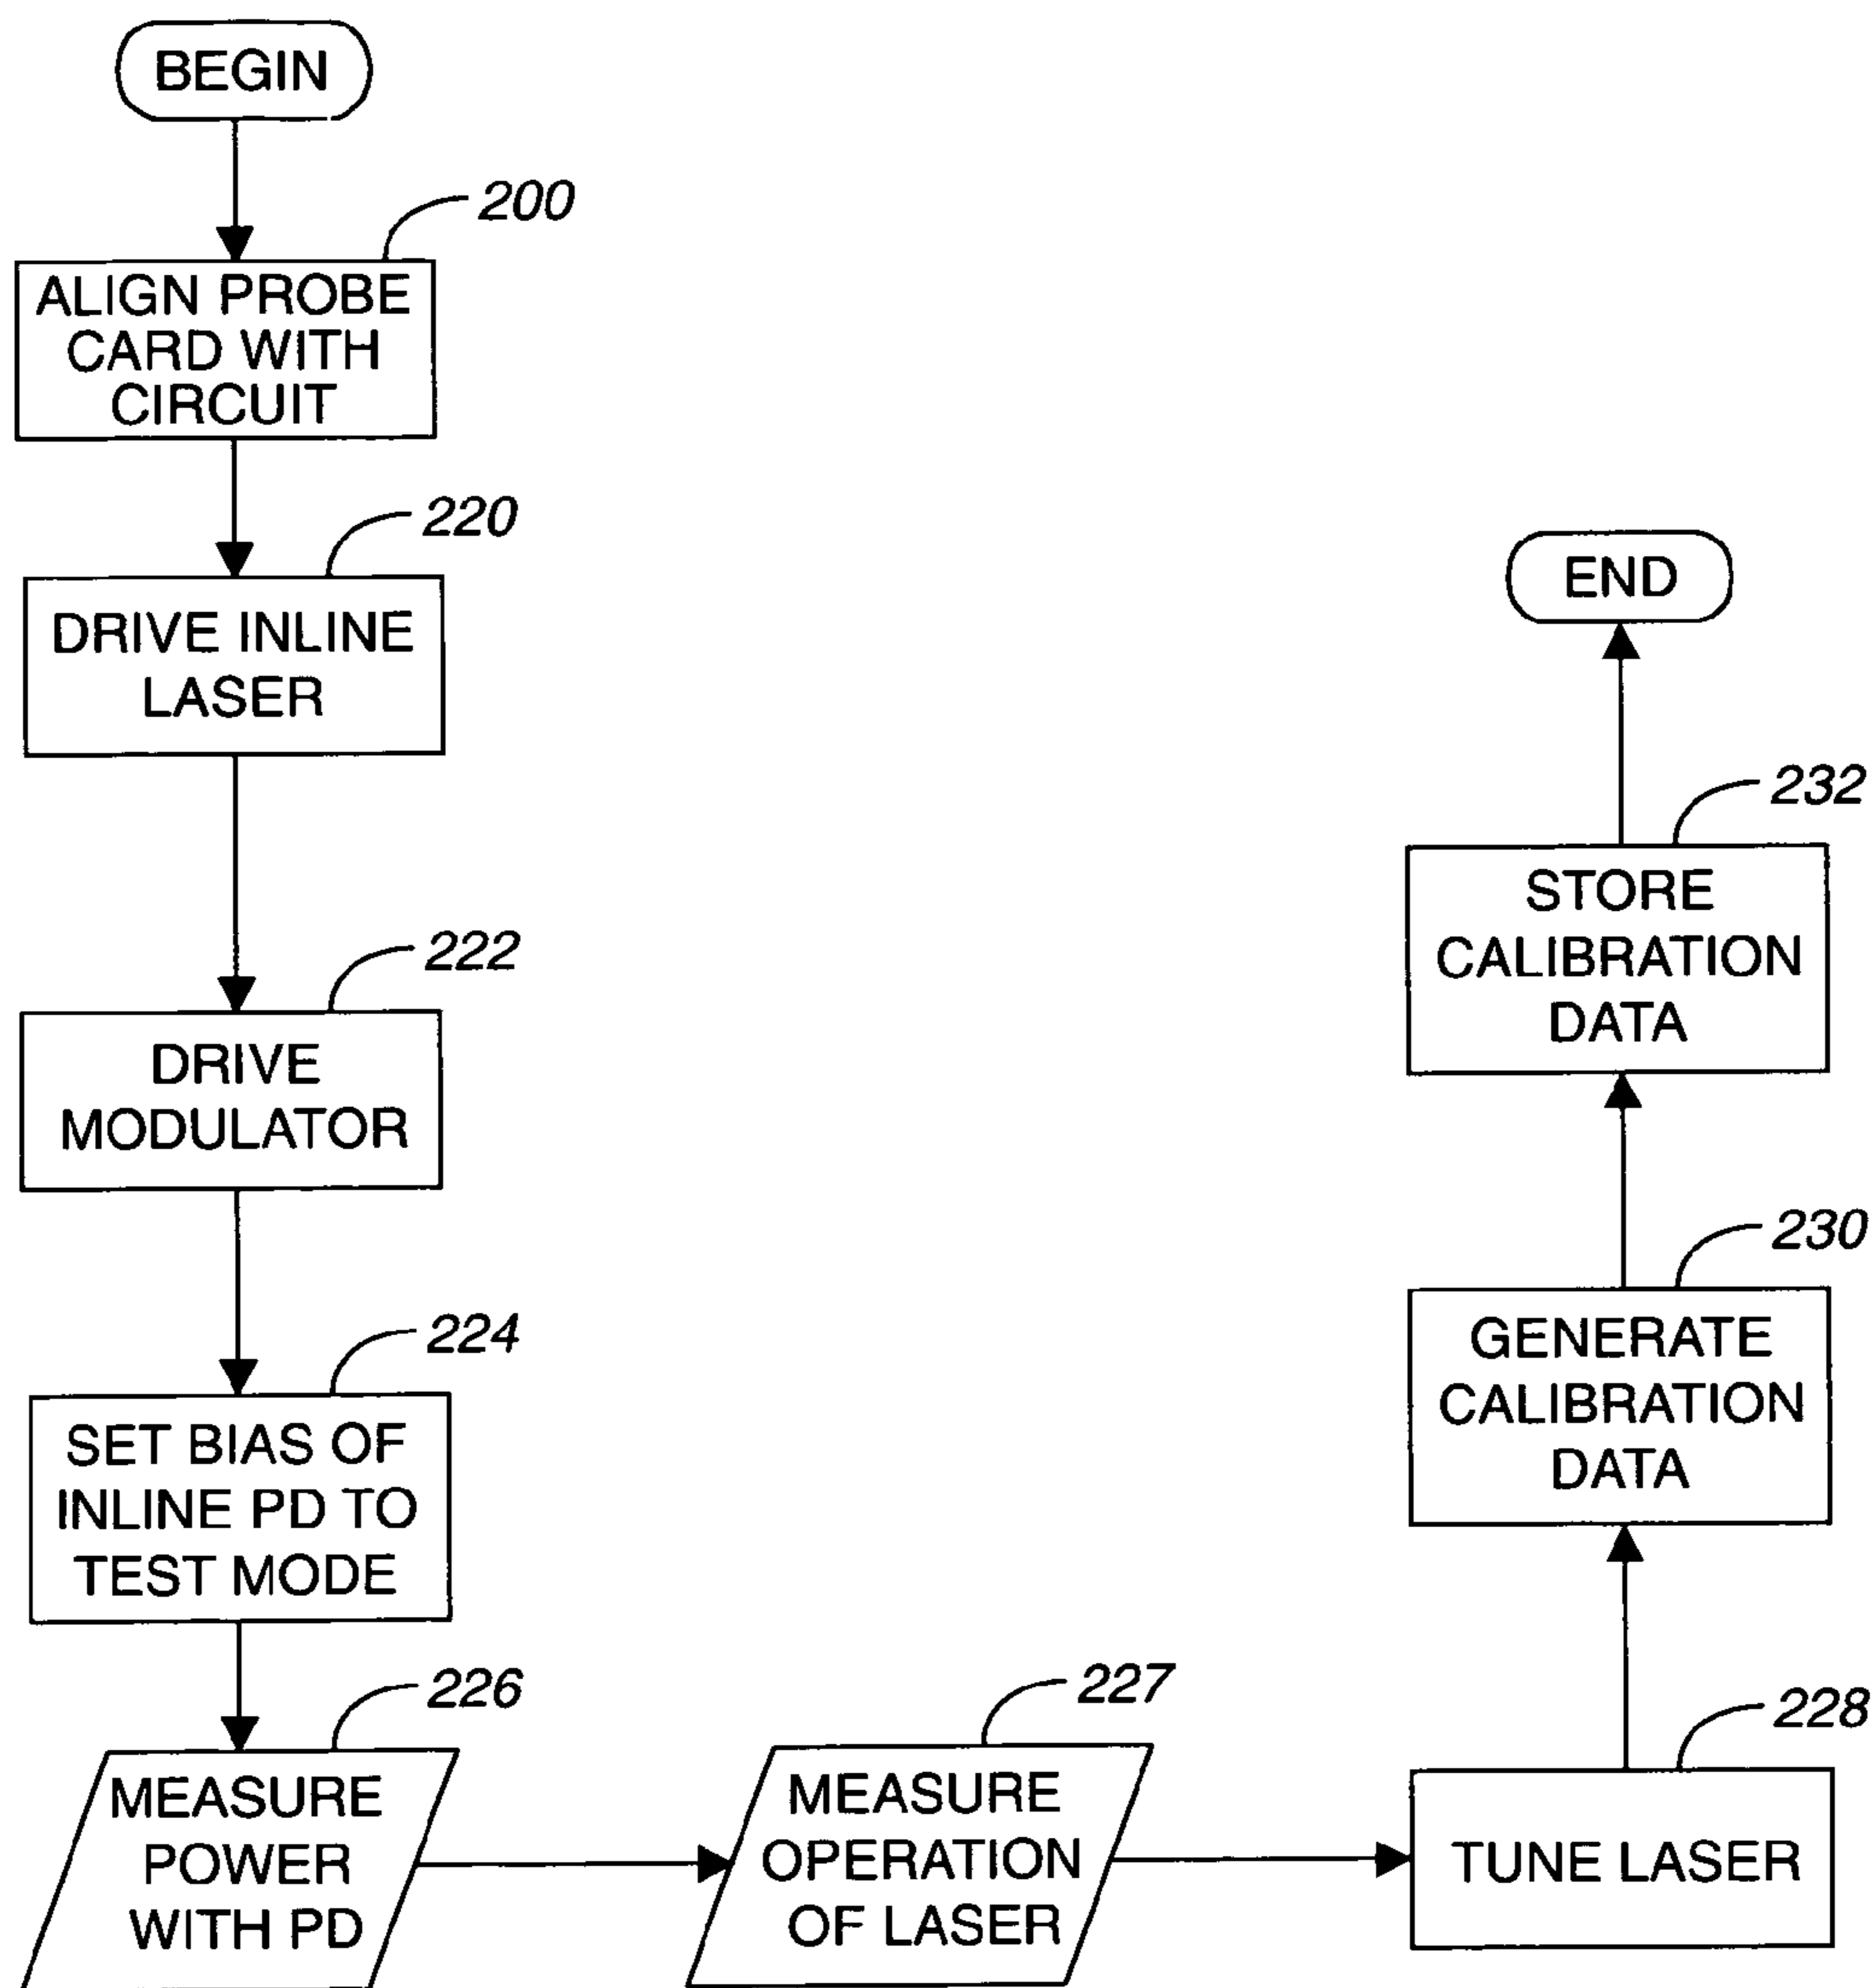 BEGIN
200
ALIGN PROBE
CARD WITH
CIRCUIT
220
DRIVE INLINE
LASER
222
DRIVE
MODULATOR
224
SET BIAS OF
INLINE PD TO
TEST MODE
226
MEASURE
POWER
WITH PD
227
MEASURE
OPERATION
OF LASER
228
TUNE LASER
230
GENERATE
CALIBRATION
DATA
232
STORE
CALIBRATION
DATA
END